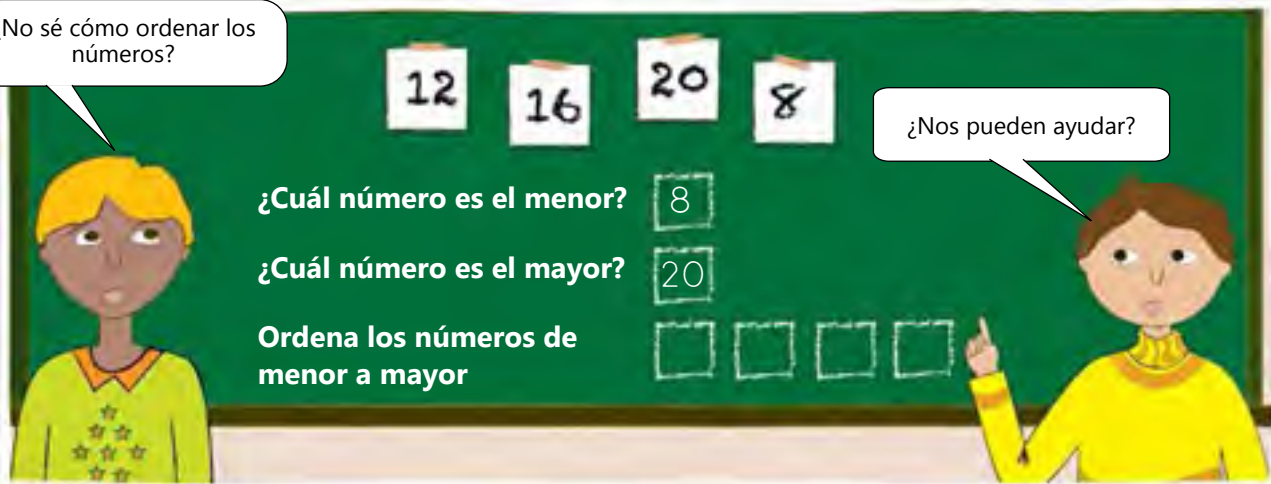 No sé cómo ordenar los
números?
12 16 20 8
¿Nos pueden ayudar?
¿Cuál número es el menor? 8
¿Cuál número es el mayor? 20
Ordena los números de
menor a mayor